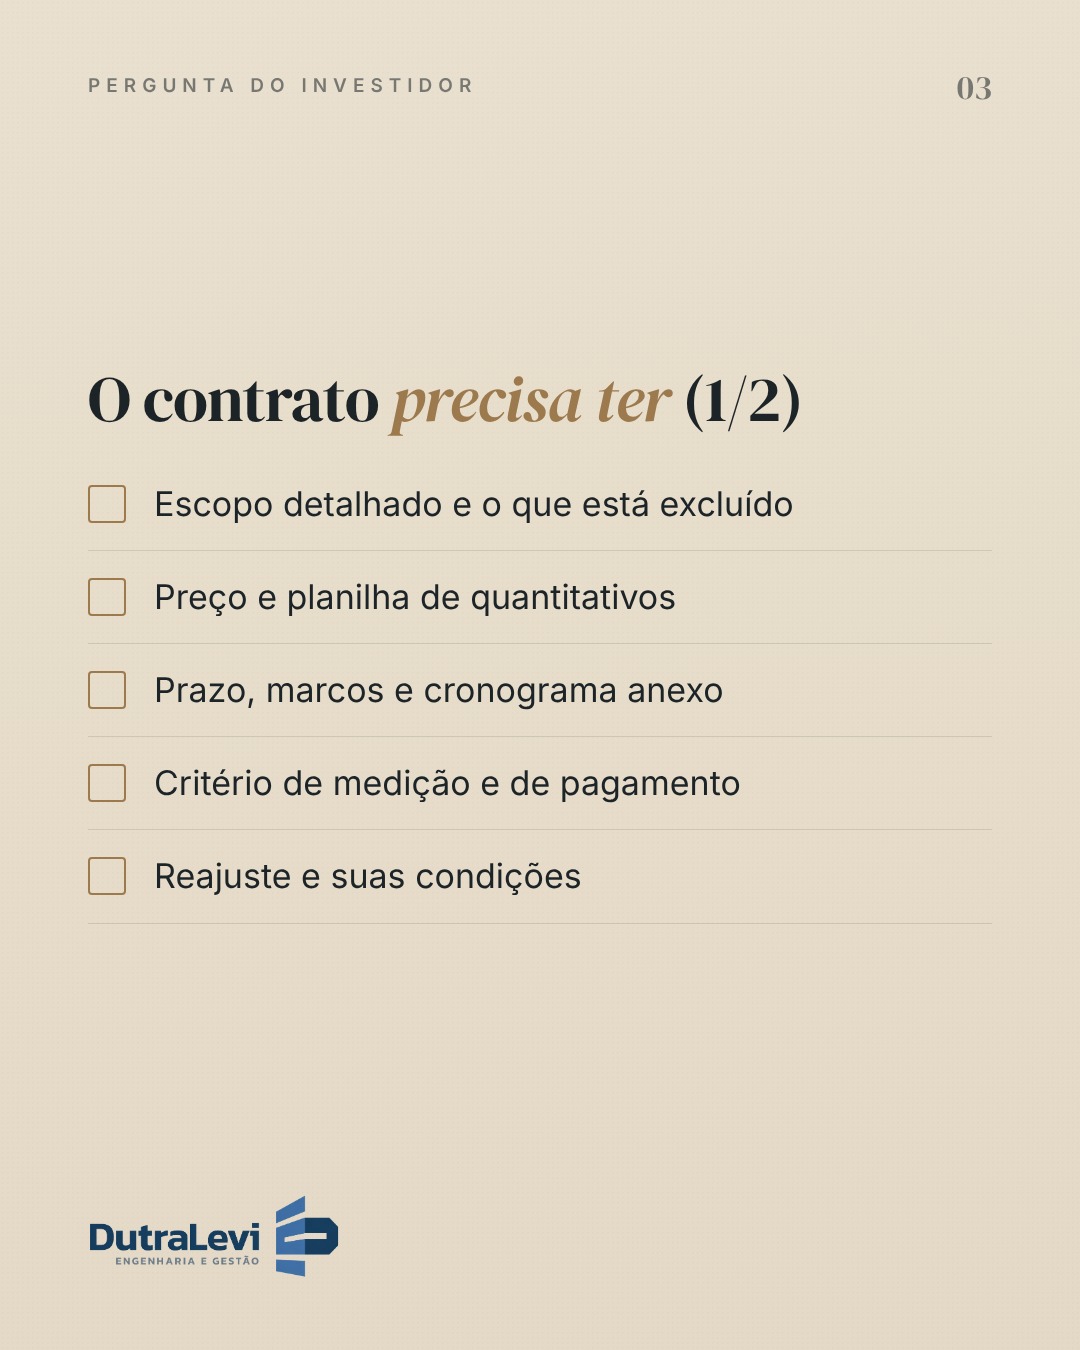 PERGUNTA DO INVESTIDOR
03
O contrato precisa ter (1/2)
Escopo detalhado e o que está excluído
Preço e planilha de quantitativos
Prazo, marcos e cronograma anexo
Critério de medição e de pagamento
Reajuste e suas condições
DutraLevi
ENGENHARIA E GESTÃO